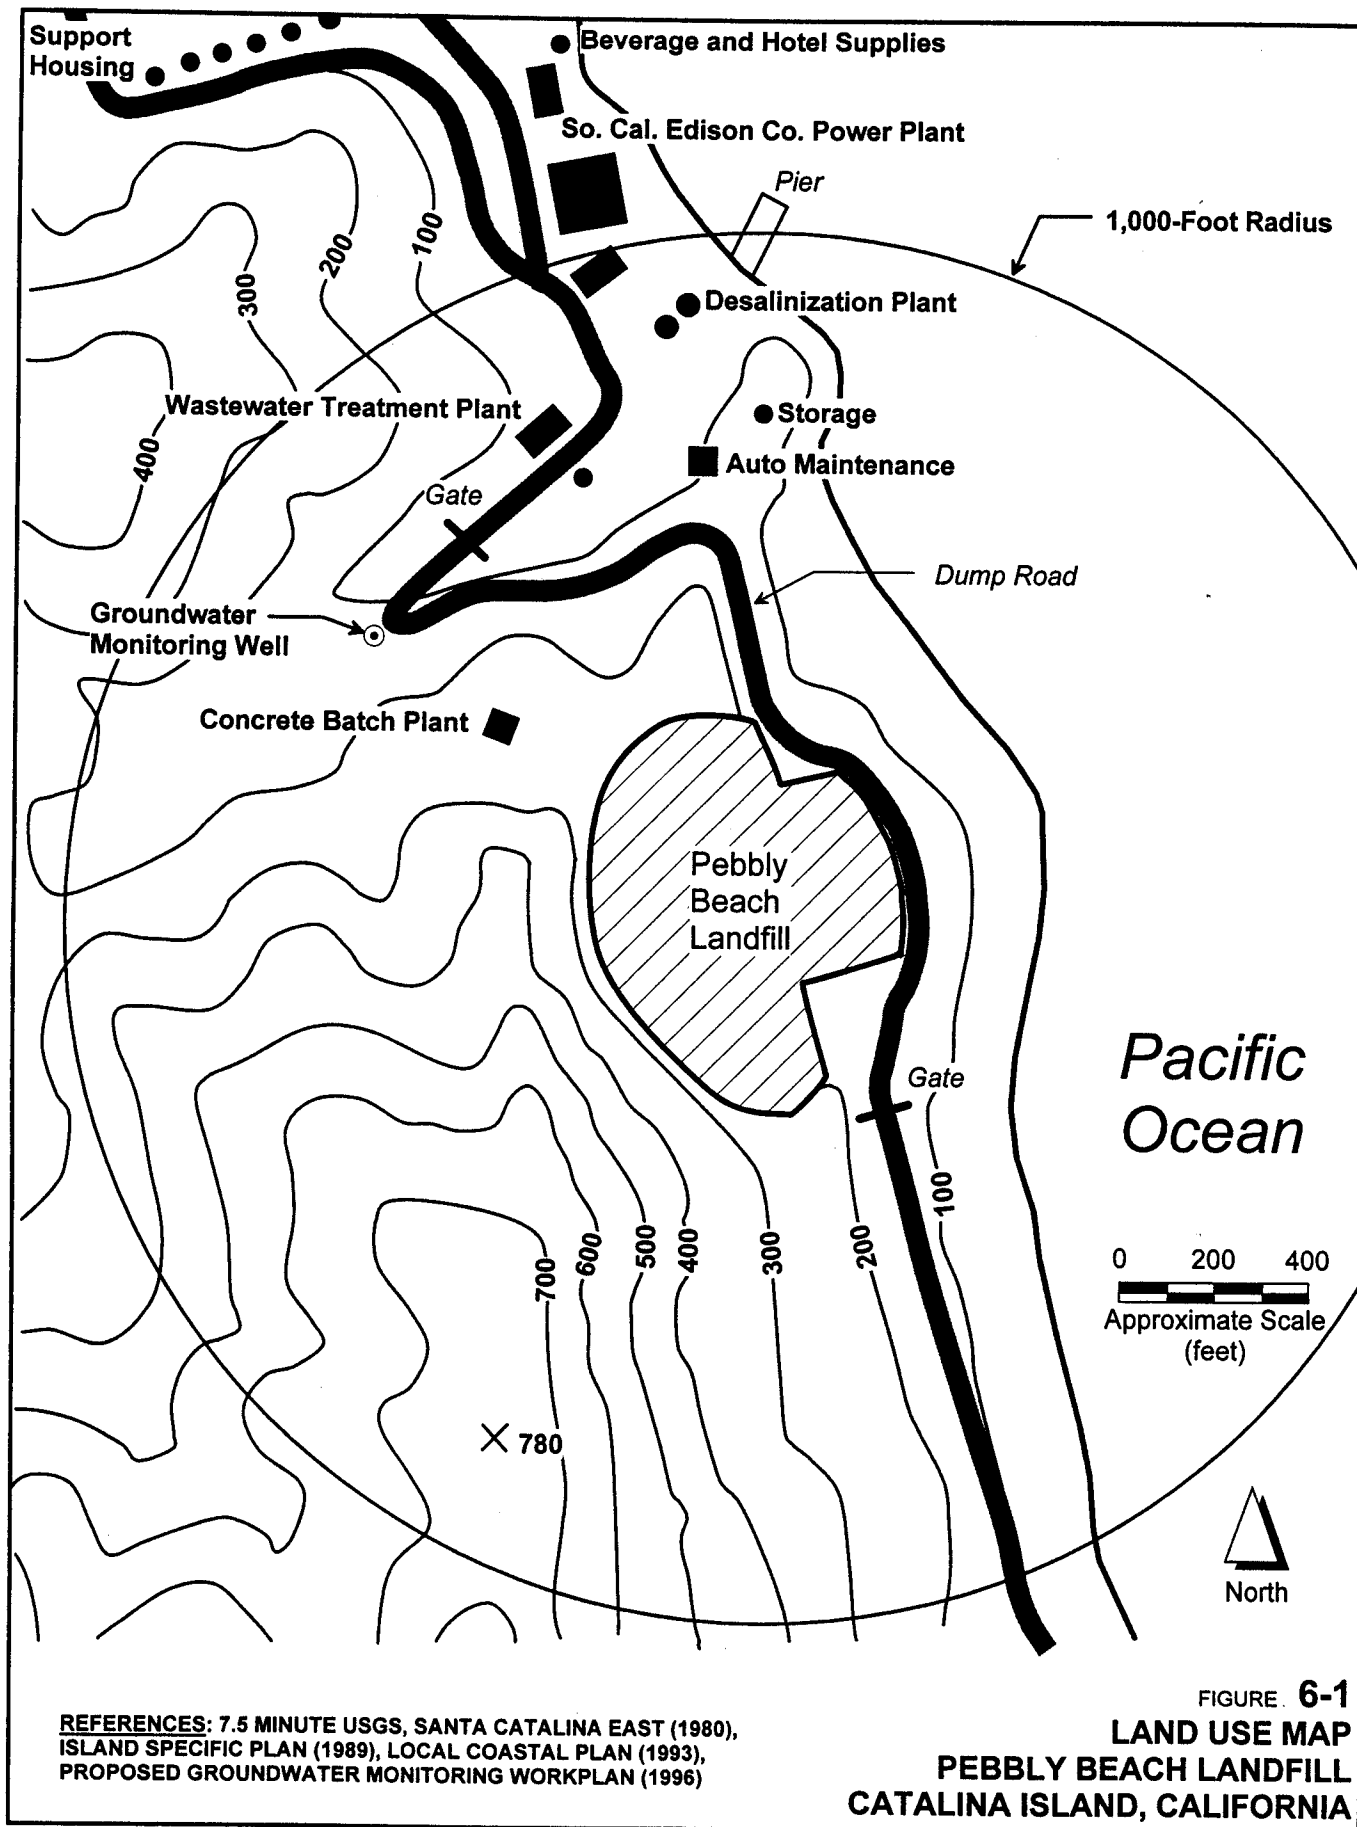 Support
Housing
Beverage and Hotel Supplies
So. Cal. Edison Co. Power Plant
Pier
1,000-Foot Radius
100
200
300
Desalinization Plant
Wastewater Treatment Plant
Storage
400
Auto Maintenance
Gate
Dump Road
Groundwater
Monitoring Well
Concrete Batch Plant
Pebbly
Beach
Landfill
Pacific
Ocean
Gate
100
700
600
500
400
300
200
0 200 400
Approximate Scale
(feet)
780
North
FIGURE. 6-1
LAND USE MAP
PEBBLY BEACH LANDFILL
CATALINA ISLAND, CALIFORNIA
REFERENCES: 7.5 MINUTE USGS, SANTA CATALINA EAST (1980),
ISLAND SPECIFIC PLAN (1989), LOCAL COASTAL PLAN (1993),
PROPOSED GROUNDWATER MONITORING WORKPLAN (1996)